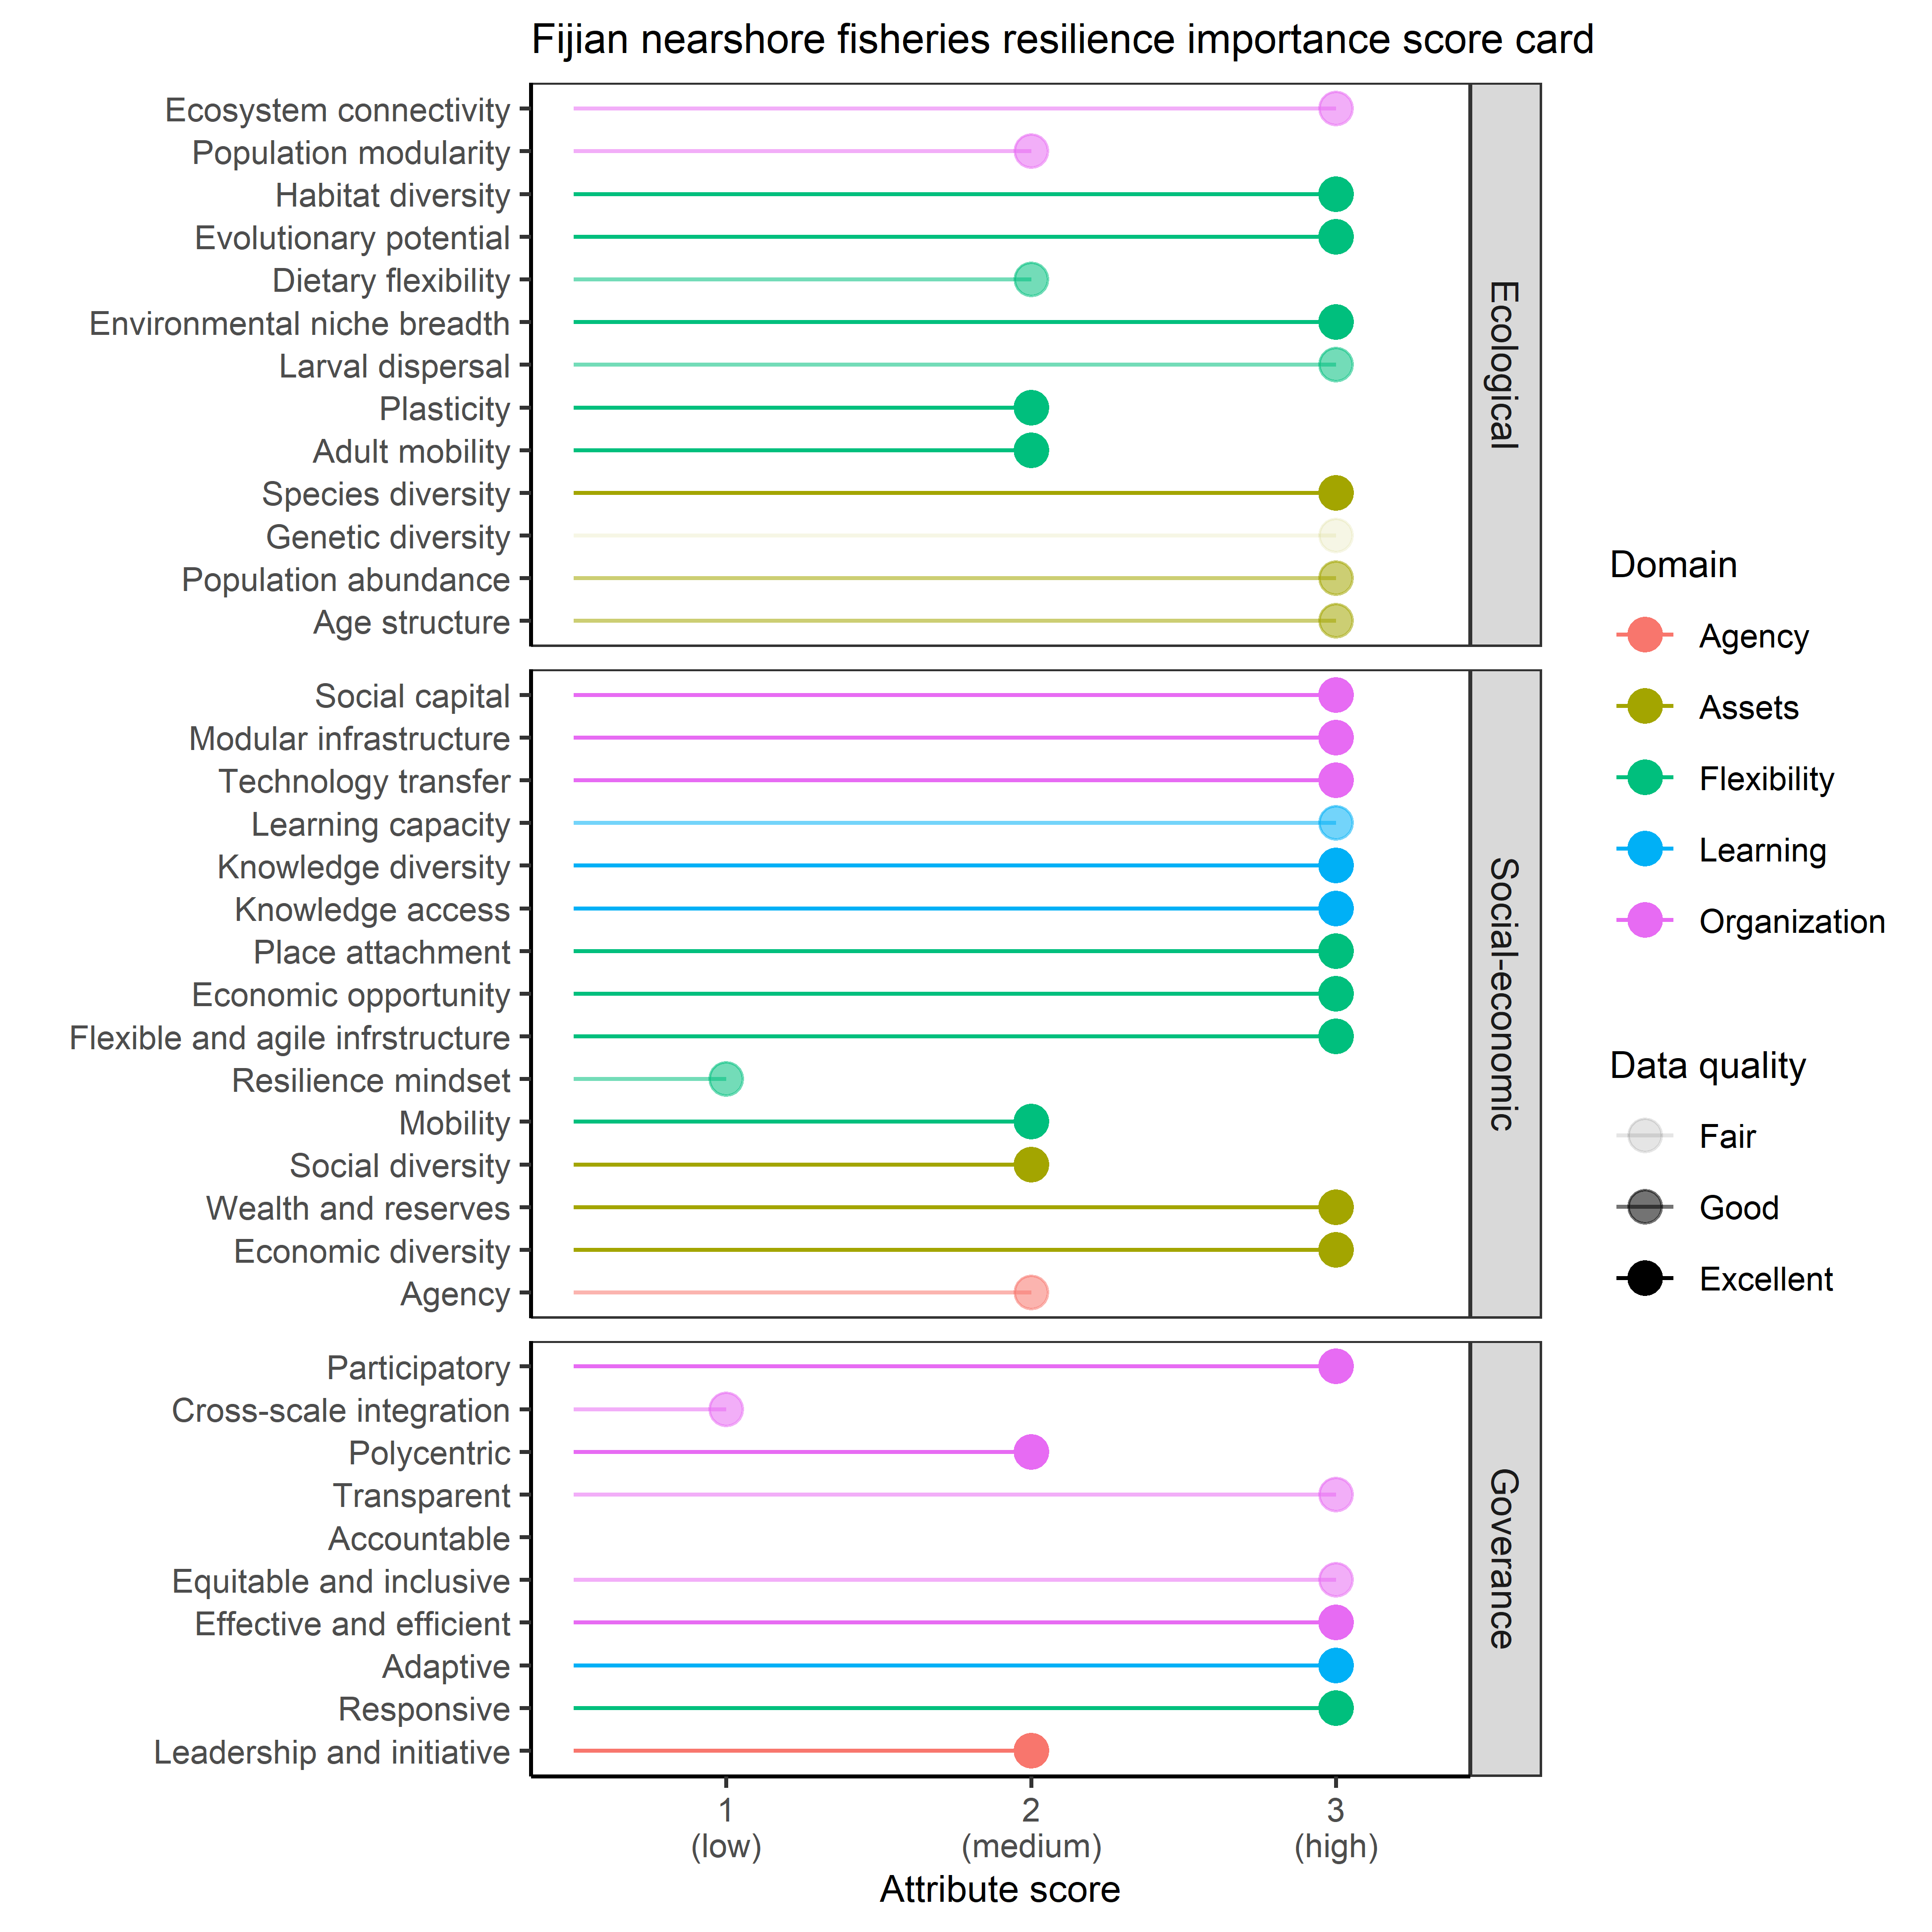 Fijian nearshore fisheries resilience importance score card
Ecosystem connectivity
Population modularity
Habitat diversity
Evolutionary potential
Dietary flexibility
Environmental niche breadth
Larval dispersal
Plasticity
Adult mobility
Species diversity
Genetic diversity
Population abundance
Age structure
Ecological
Social capital
Modular infrastructure
Technology transfer
Learning capacity
Knowledge diversity
Knowledge access
Place attachment
Economic opportunity
Flexible and agile infrstructure
Resilience mindset
Mobility
Social diversity
Wealth and reserves
Economic diversity
Agency
Social-economic
Participatory
Cross-scale integration
Polycentric
Transparent
Accountable
Equitable and inclusive
Effective and efficient
Adaptive
Responsive
Leadership and initiative
Goverance
1
(low)
2
(medium)
3
(high)
Attribute score
Domain
Agency
Assets
Flexibility
Learning
Organization
Data quality
Fair
Good
Excellent